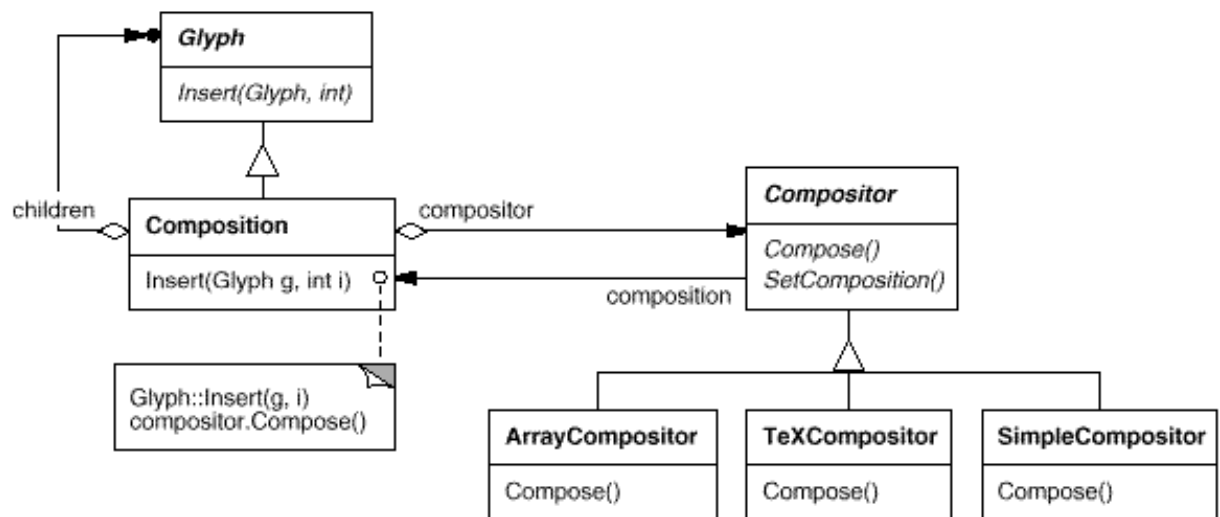 Glyph
Insert(Glyph, int)
children
Composition
Insert(Glyph g, int i)
compositor
composition
Compositor
Compose()
SetComposition()
Glyph::Insert(g, i)
compositor.Compose()
ArrayCompositor
Compose()
TeXCompositor
Compose()
SimpleCompositor
Compose()